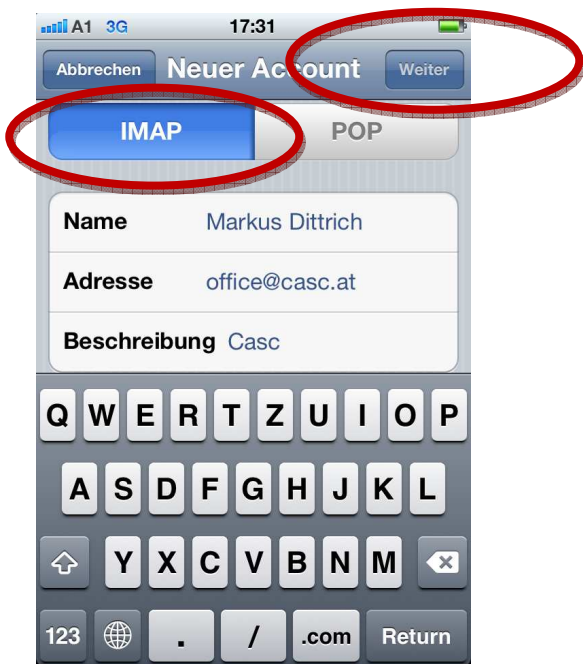 A1 3G 17:31
Abbrechen Neuer Account Weiter
IMAP POP
Name Markus Dittrich
Adresse office@casc.at
Beschreibung Casc
Q W E R T Z U I O P
A S D F G H J K L
Y X C V B N M
123 . / .com Return